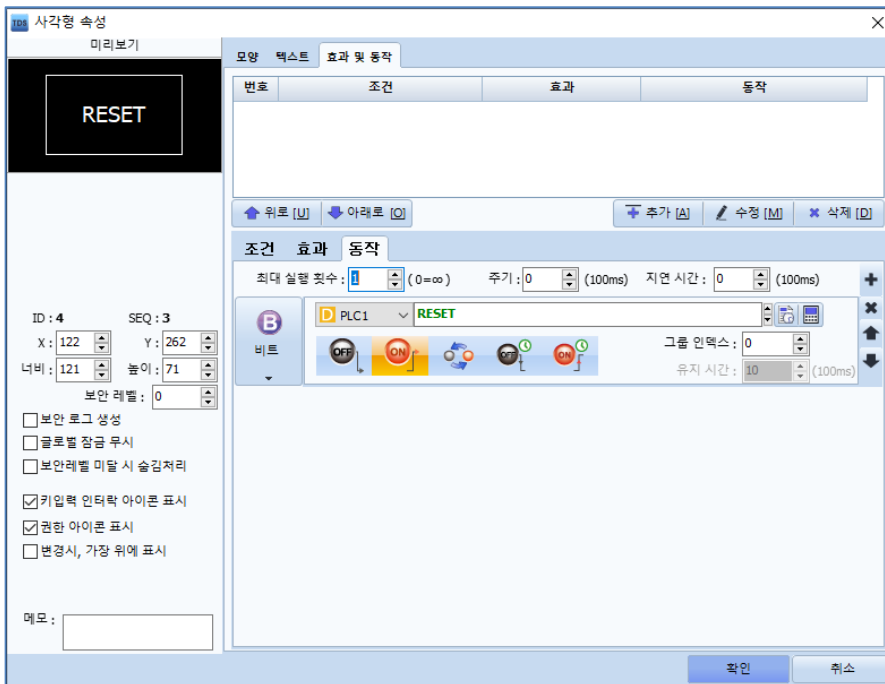 TDS 사각형 속성
미리보기
RESET
모양 텍스트 효과 및 동작
번호 조건 효과 동작
위로 [U] 아래로 [O] 추가 [A] 수정 [M] 삭제 [D]
조건 효과 동작
최대 실행 횟수 : 1 ( 0=∞ ) 주기 : 0 (100ms) 지연 시간 : 0 (100ms)
B 비트
D PLC1 RESET
OFF ON OFF ON
그룹 인덱스 : 0
유지 시간 : 10 (100ms)
ID : 4 SEQ : 3
X : 122 Y : 262
너비 : 121 높이 : 71
보안 레벨 : 0
보안 로그 생성
글로벌 잠금 무시
보안레벨 미달 시 숨김처리
키입력 인터락 아이콘 표시
권한 아이콘 표시
변경시, 가장 위에 표시
메모 :
확인 취소